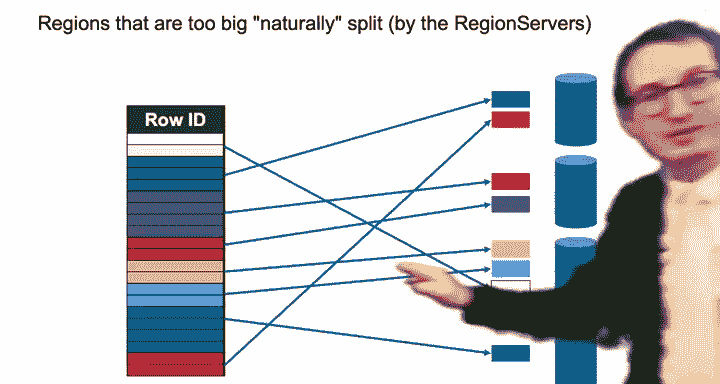 Regions that are too big "naturally" split (by the RegionServers)
Row ID